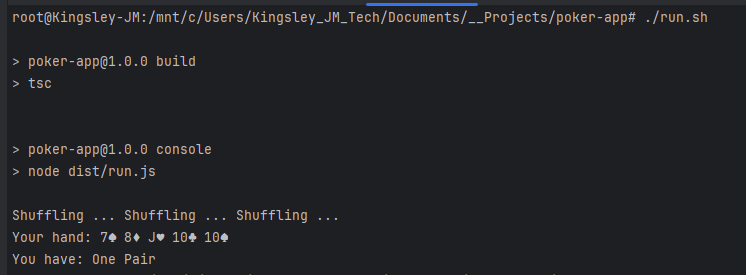 root@Kingsley-JM:/mnt/c/Users/Kingsley_JM_Tech/Documents/__Projects/poker-app# ./run.sh
> poker-app@1.0.0 build
> tsc
> poker-app@1.0.0 console
> node dist/run.js
Shuffling ... Shuffling ... Shuffling ...
Your hand: 7♠ 8♦ J♥ 10♣ 10♠
You have: One Pair